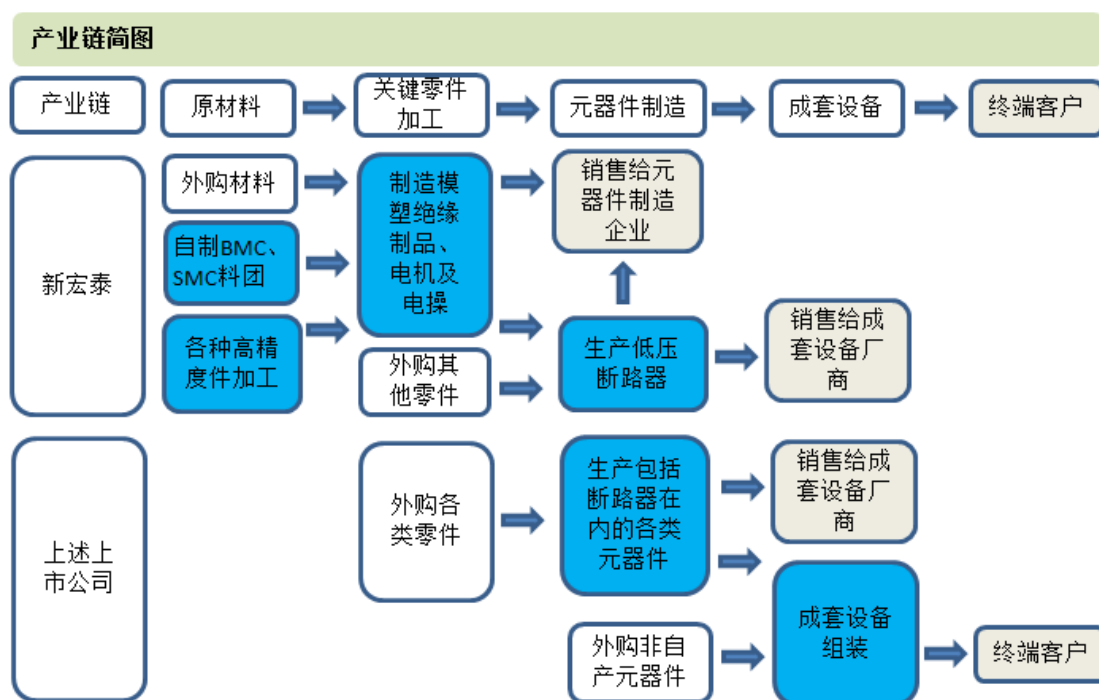 产业链简图
产业链
原材料
关键零件
加工
元器件制造
成套设备
终端客户
新宏泰
外购材料
自制BMC、
SMC料团
各种高精
度件加工
制造模
塑绝缘
制品、
电机及
电操
外购其
他零件
销售给元
器件制造
企业
生产低压
断路器
销售给成
套设备厂
商
上述上
市公司
外购各
类零件
生产包括
断路器在
内的各类
元器件
外购非自
产元器件
销售给成
套设备厂
商
成套设备
组装
终端客户